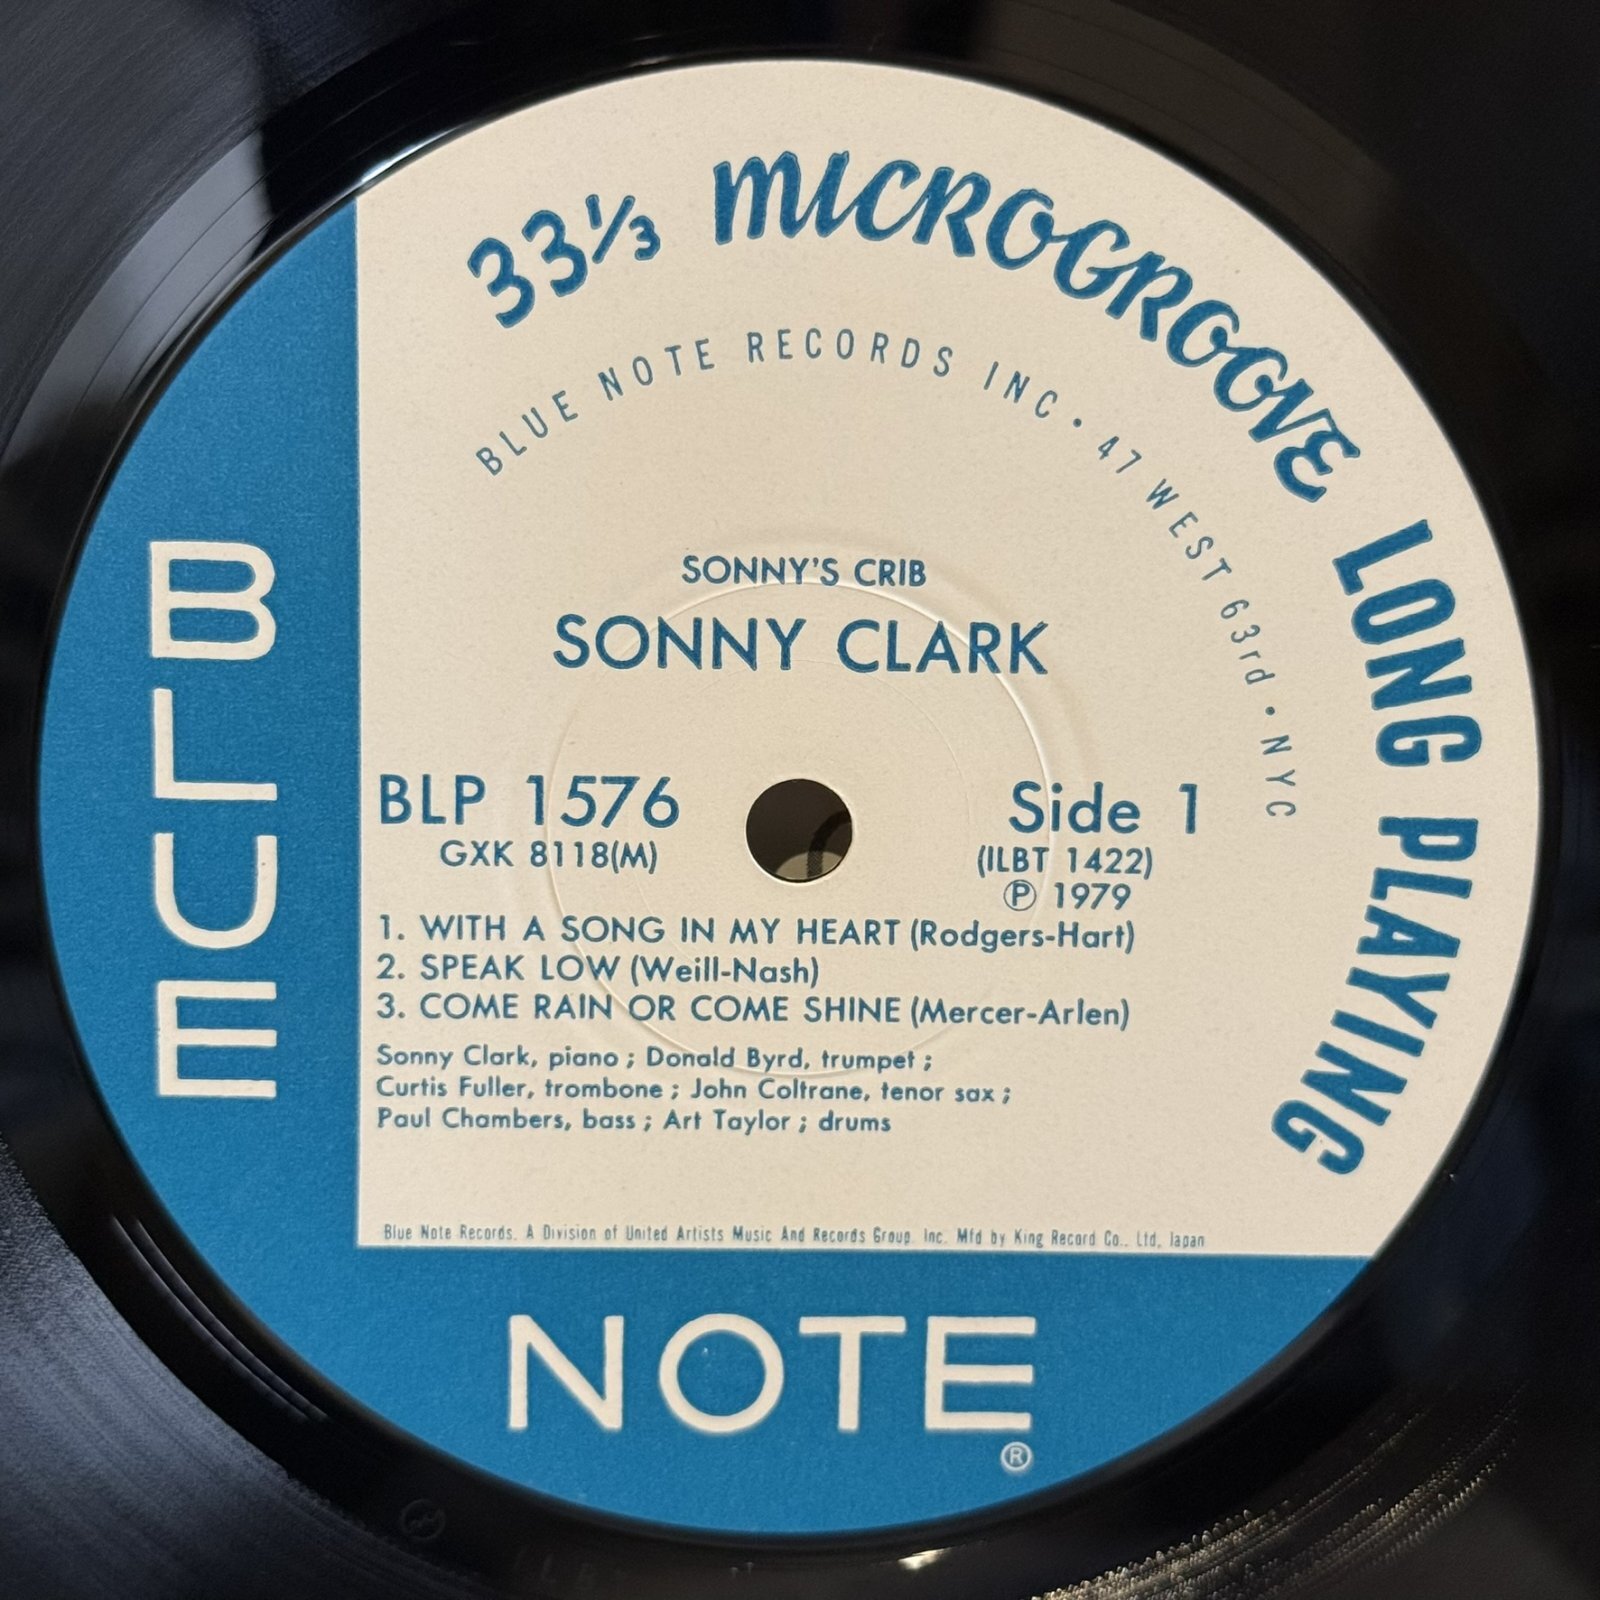 33⅓ MICROGROOVE LONG PLAYING
BLUE NOTE RECORDS INC • 47 WEST 63rd • NYC
SONNY'S CRIB
SONNY CLARK
BLP 1576
GXK 8118(M)
Side 1
(ILBT 1422)
Ⓟ 1979
1. WITH A SONG IN MY HEART (Rodgers-Hart)
2. SPEAK LOW (Weill-Nash)
3. COME RAIN OR COME SHINE (Mercer-Arlen)
Sonny Clark, piano ; Donald Byrd, trumpet ;
Curtis Fuller, trombone ; John Coltrane, tenor sax ;
Paul Chambers, bass ; Art Taylor ; drums
Blue Note Records. A Division of United Artists Music And Records Group. Inc. Mfd by King Record Co., Ltd, Japan
BLUE
NOTE
®